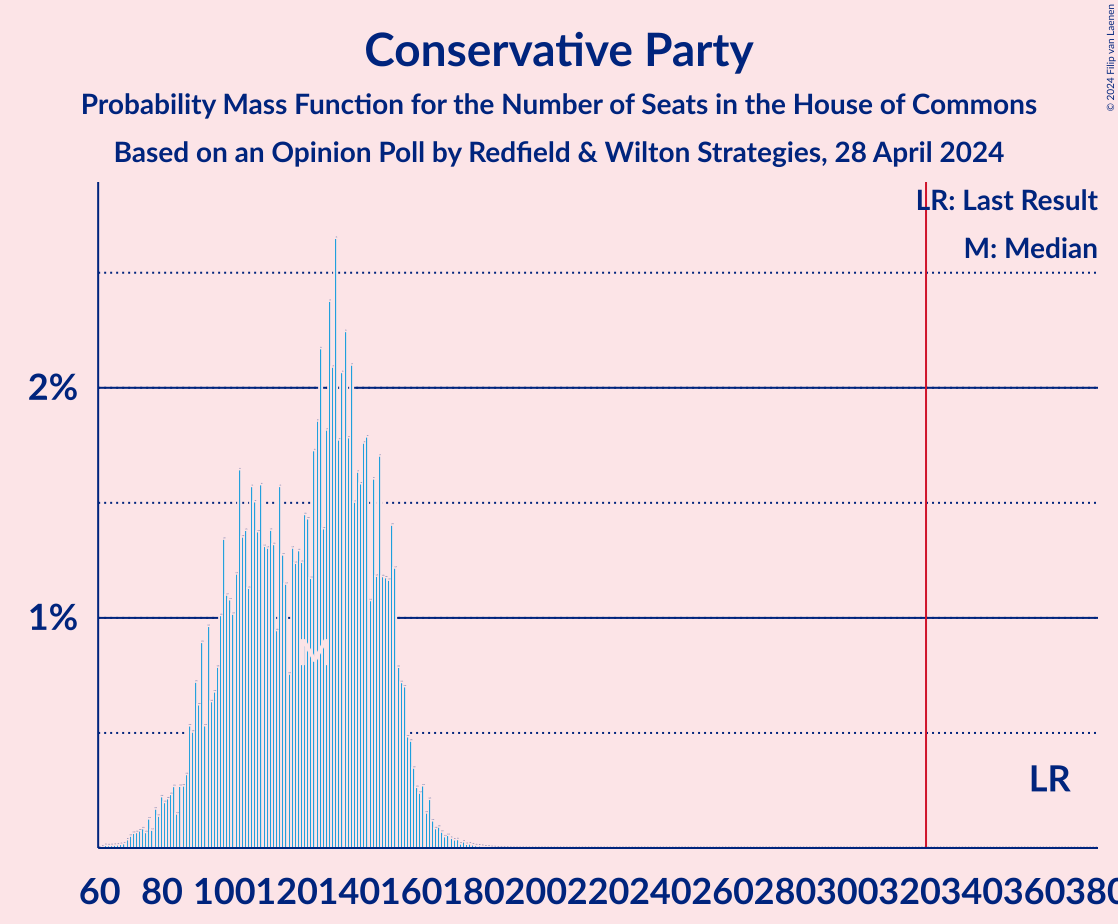 Conservative Party
Probability Mass Function for the Number of Seats in the House of Commons
Based on an Opinion Poll by Redfield & Wilton Strategies, 28 April 2024
© 2024 Filip van Laenen
LR: Last Result
M: Median
2%
1%
M
LR
60 80 100 120 140 160 180 200 220 240 260 280 300 320 340 360 380